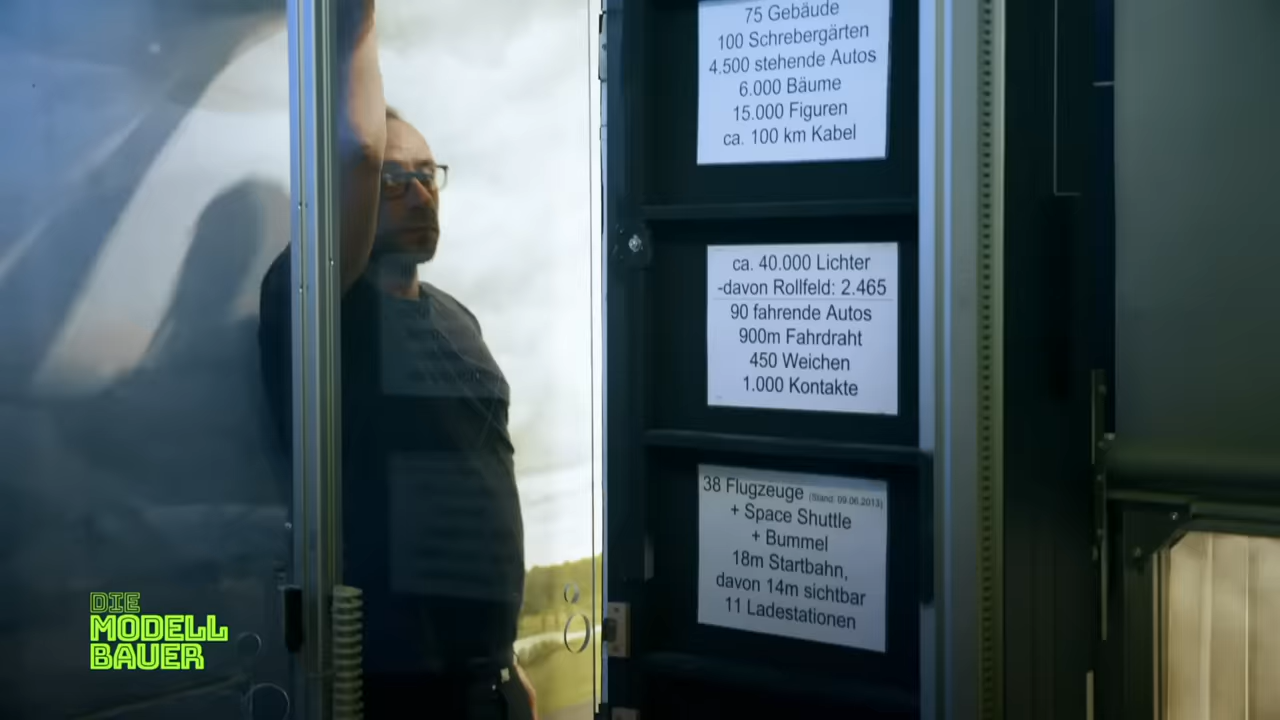 75 Gebäude
100 Schrebergärten
4.500 stehende Autos
6.000 Bäume
15.000 Figuren
ca. 100 km Kabel
ca. 40.000 Lichter
-davon Rollfeld: 2.465
90 fahrende Autos
900m Fahrdraht
450 Weichen
1.000 Kontakte
38 Flugzeuge (Stand: 09.06.2013)
+ Space Shuttle
+ Bummel
18m Startbahn,
davon 14m sichtbar
11 Ladestationen
DIE
MODELL
BAUER